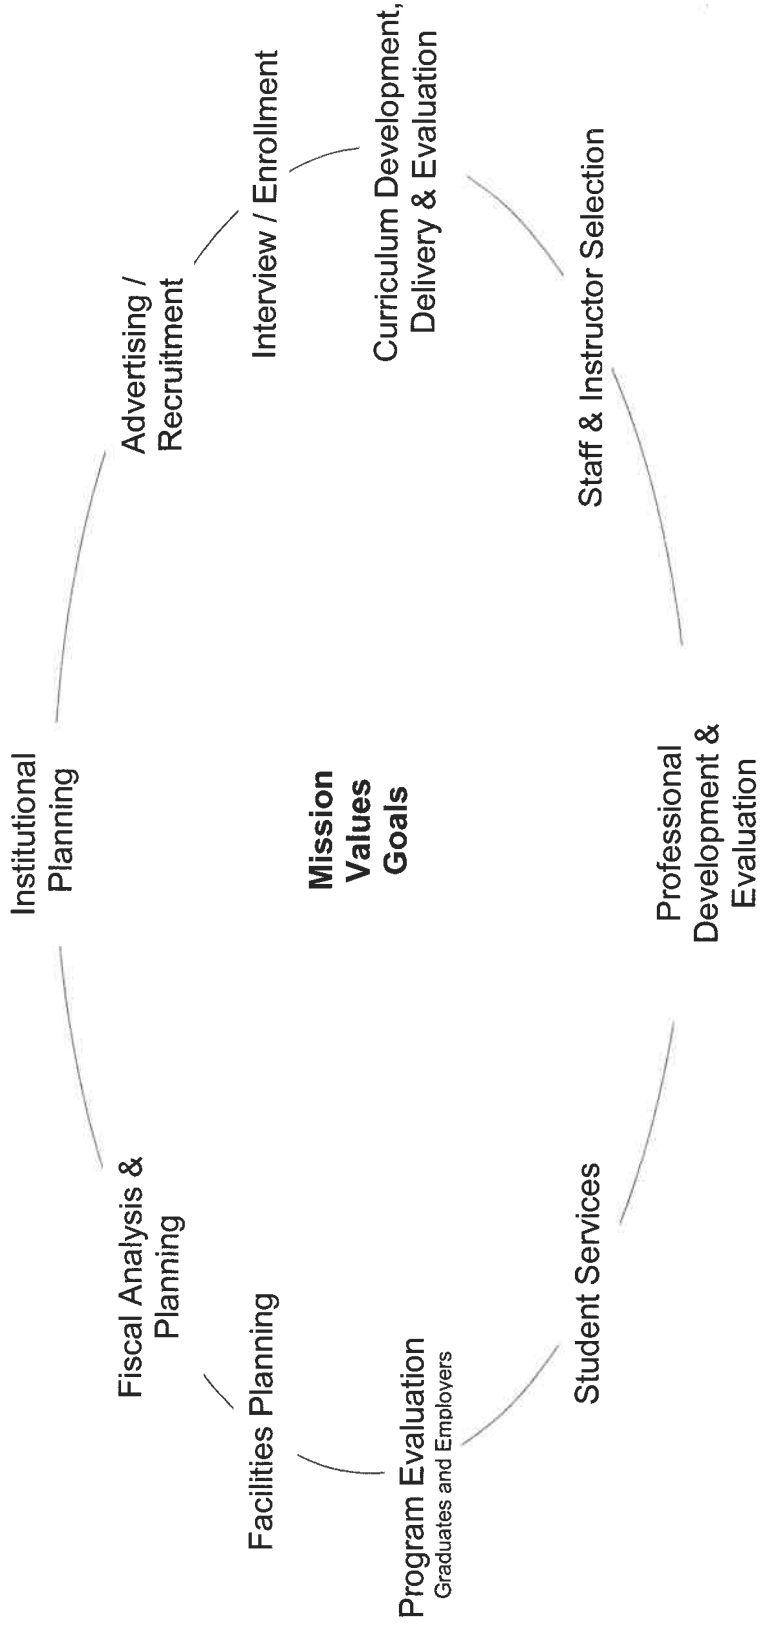 Institutional
Planning
Advertising /
Recruitment
Interview / Enrollment
Curriculum Development,
Delivery & Evaluation
Staff & Instructor Selection
Professional
Development &
Evaluation
Student Services
Program Evaluation
Graduates and Employers
Facilities Planning
Fiscal Analysis &
Planning
Mission
Values
Goals